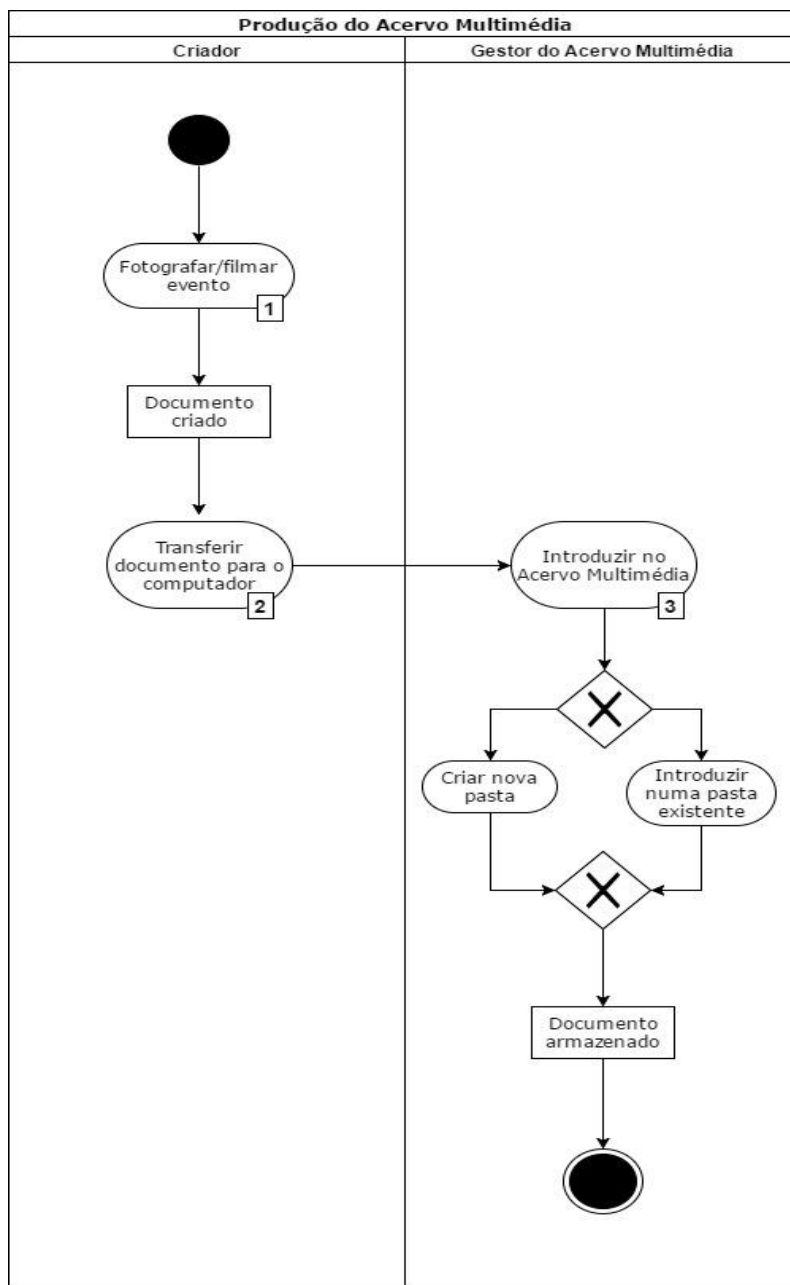 Produção do Acervo Multimédia
Criador
Gestor do Acervo Multimédia
Fotografar/filmar
evento
1
Documento
criado
Transferir
documento para o
computador
2
Introduzir no
Acervo Multimédia
3
Criar nova
pasta
Introduzir
numa pasta
existente
Documento
armazenado